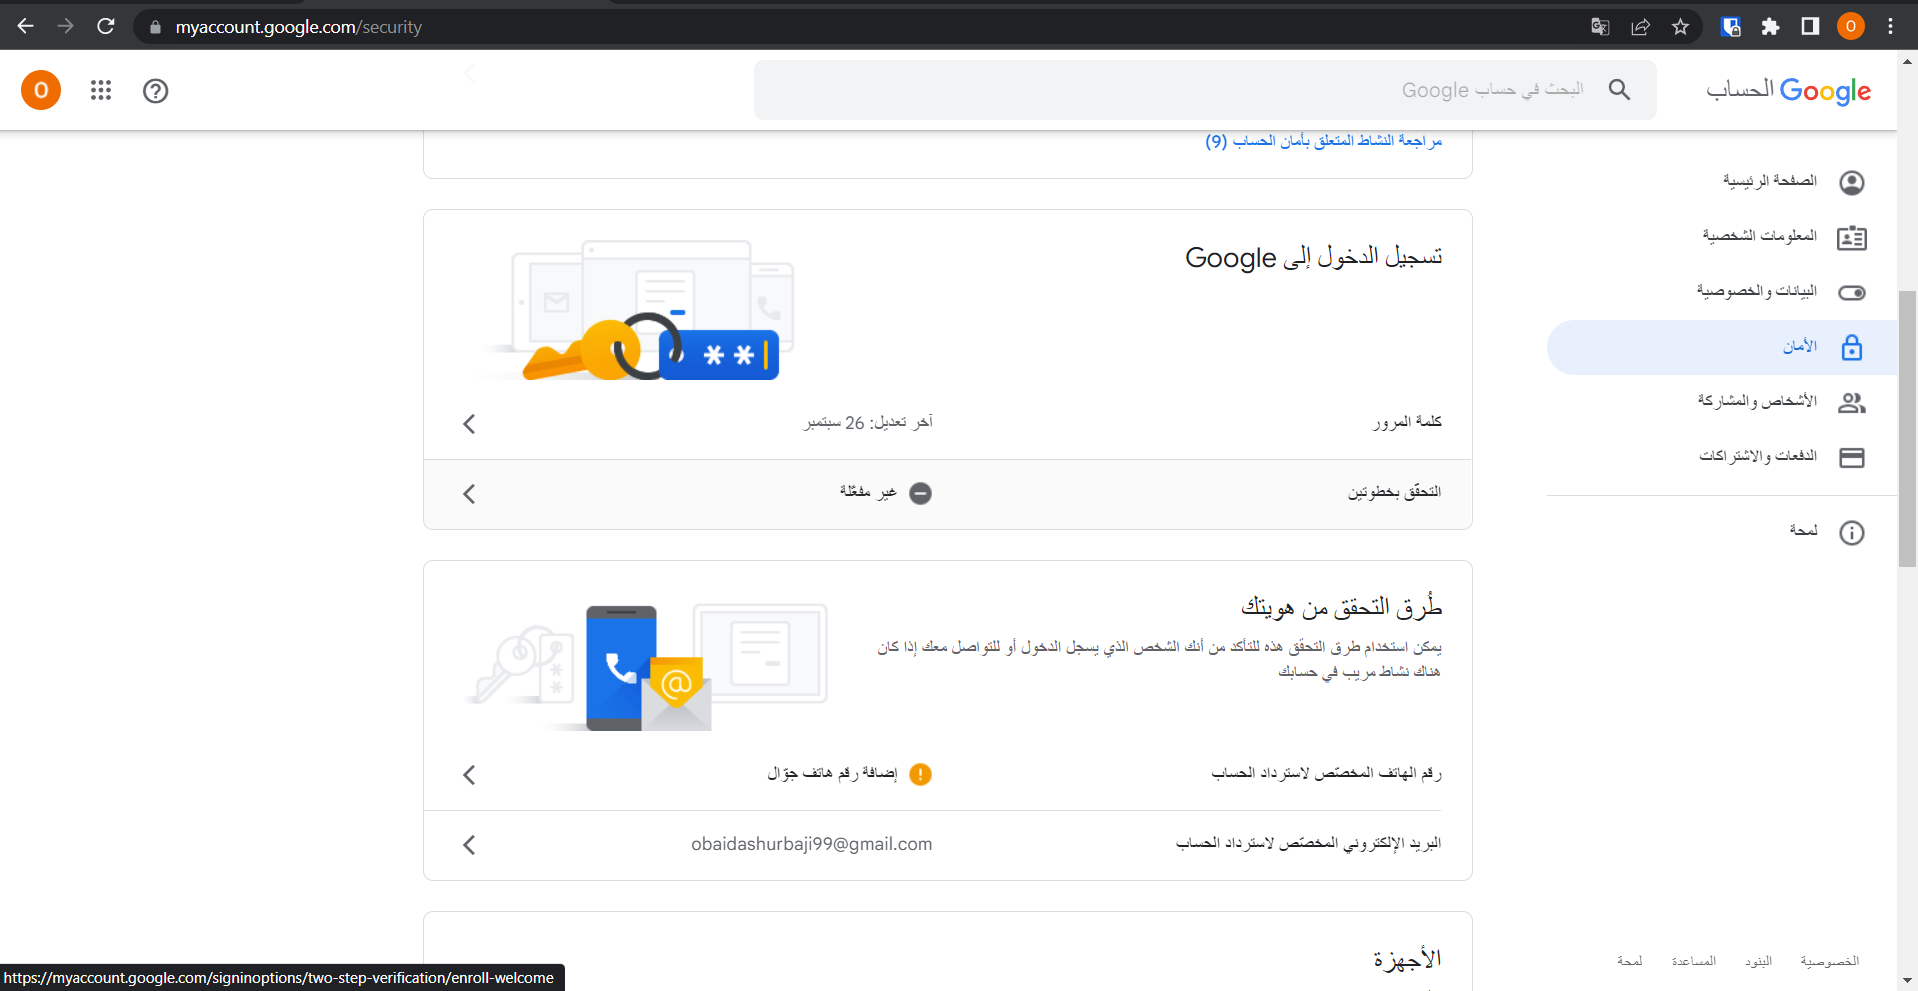 myaccount.google.com/security
O
O
البحث في حساب Google
Google الحساب
مراجعة النشاط المتعلق بأمان الحساب (9)
الصفحة الرئيسية
المعلومات الشخصية
البيانات والخصوصية
الأمان
الأشخاص والمشاركة
الدفعات والاشتراكات
لمحة
تسجيل الدخول إلى Google
**
كلمة المرور
آخر تعديل: 26 سبتمبر
التحقّق بخطوتين
غير مفعّلة
طُرق التحقق من هويتك
يمكن استخدام طرق التحقّق هذه للتأكد من أنك الشخص الذي يسجل الدخول أو للتواصل معك إذا كان
هناك نشاط مريب في حسابك
@
رقم الهاتف المخصّص لاسترداد الحساب
إضافة رقم هاتف جوّال
البريد الإلكتروني المخصّص لاسترداد الحساب
obaidashurbaji99@gmail.com
الأجهزة
الخصوصية
البنود
المساعدة
لمحة
https://myaccount.google.com/signinoptions/two-step-verification/enroll-welcome